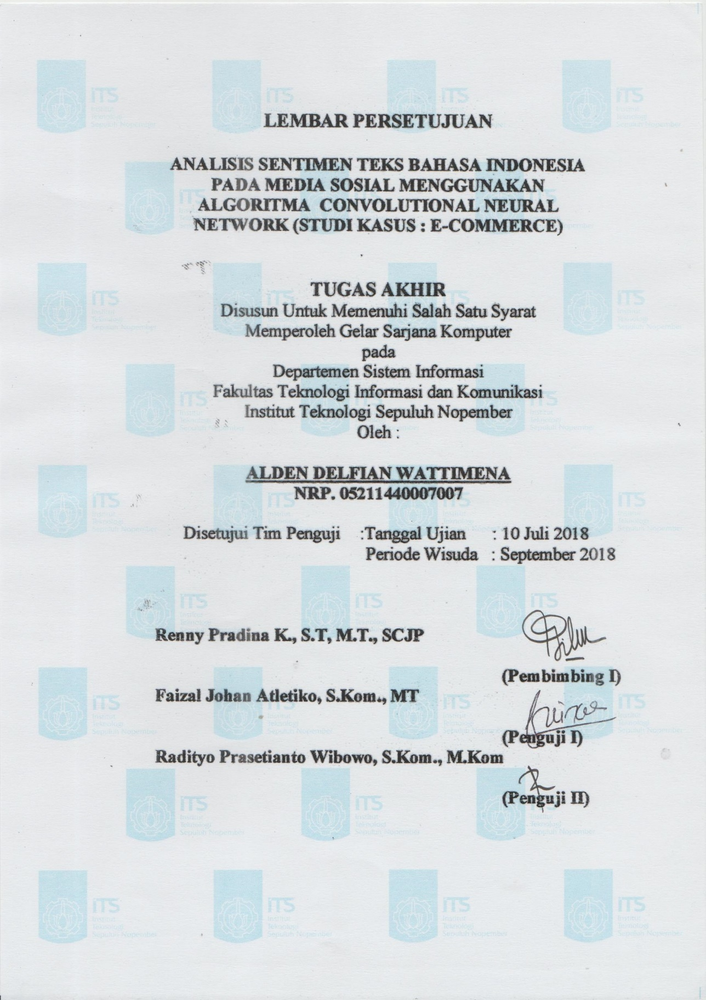 LEMBAR PERSETUJUAN
ANALISIS SENTIMEN TEKS BAHASA INDONESIA
PADA MEDIA SOSIAL MENGGUNAKAN
ALGORITMA CONVOLUTIONAL NEURAL
NETWORK (STUDI KASUS : E-COMMERCE)
TUGAS AKHIR
Disusun Untuk Memenuhi Salah Satu Syarat
Memperoleh Gelar Sarjana Komputer
pada
Departemen Sistem Informasi
Fakultas Teknologi Informasi dan Komunikasi
Institut Teknologi Sepuluh Nopember
Oleh :
ALDEN DELFIAN WATTIMENA
NRP. 05211440007007
Disetujui Tim Penguji :Tanggal Ujian : 10 Juli 2018
Periode Wisuda : September 2018
Renny Pradina K., S.T, M.T., SCJP
(Pembimbing I)
Faizal Johan Atletiko, S.Kom., MT
(Penguji I)
Radityo Prasetianto Wibowo, S.Kom., M.Kom
(Penguji II)